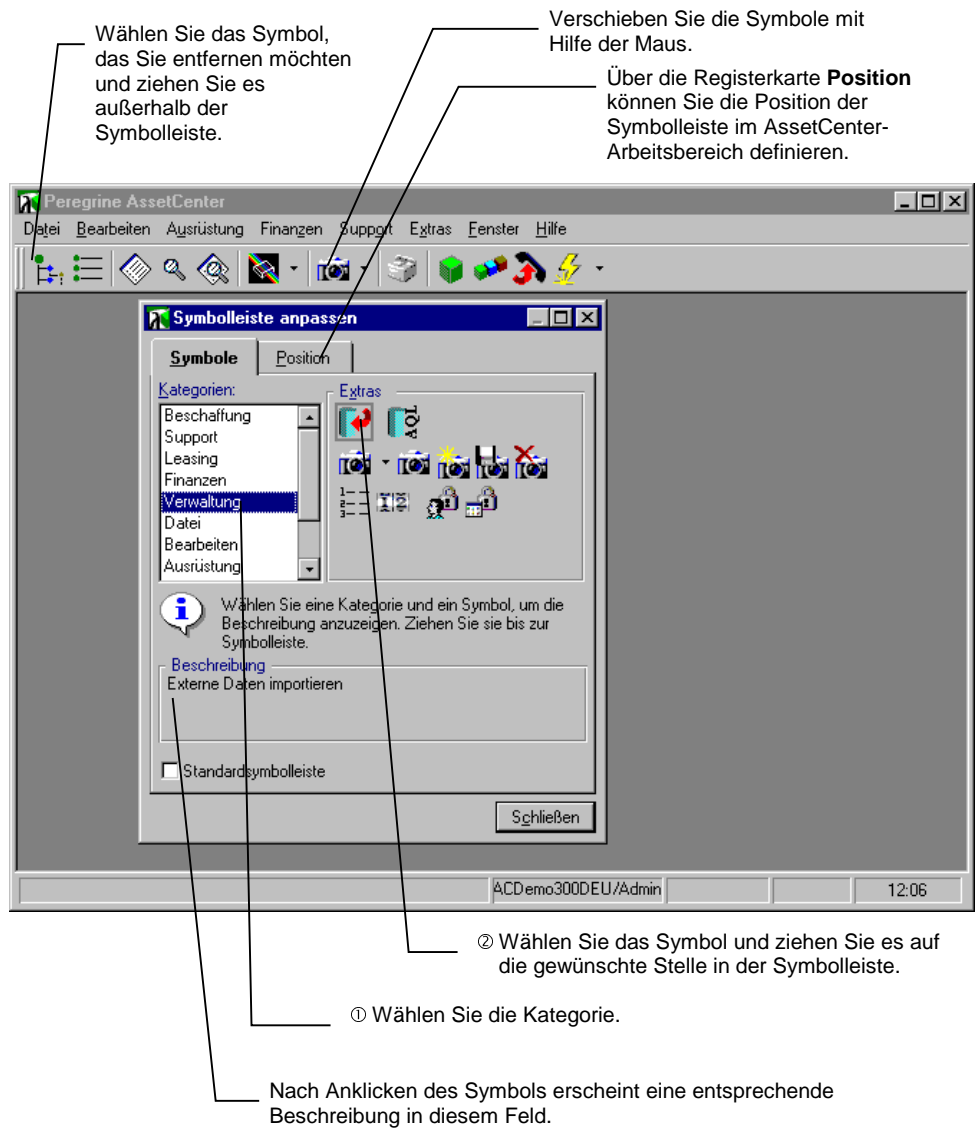 Wählen Sie das Symbol,
das Sie entfernen möchten
und ziehen Sie es
außerhalb der
Symbolleiste.
Verschieben Sie die Symbole mit
Hilfe der Maus.
Über die Registerkarte Position
können Sie die Position der
Symbolleiste im AssetCenter-
Arbeitsbereich definieren.
Peregrine AssetCenter
Datei Bearbeiten Ausrüstung Finanzen Support Extras Fenster Hilfe
Symbolleiste anpassen
Symbole Position
Kategorien:
Beschaffung
Support
Leasing
Finanzen
Verwaltung
Datei
Bearbeiten
Ausrüstung
Extras
AQL
1
2
3
1 2
Wählen Sie eine Kategorie und ein Symbol, um die
Beschreibung anzuzeigen. Ziehen Sie sie bis zur
Symbolleiste.
Beschreibung
Externe Daten importieren
Standardsymbolleiste
Schließen
ACDemo300DEU/Admin 12:06
② Wählen Sie das Symbol und ziehen Sie es auf
die gewünschte Stelle in der Symbolleiste.
① Wählen Sie die Kategorie.
Nach Anklicken des Symbols erscheint eine entsprechende
Beschreibung in diesem Feld.